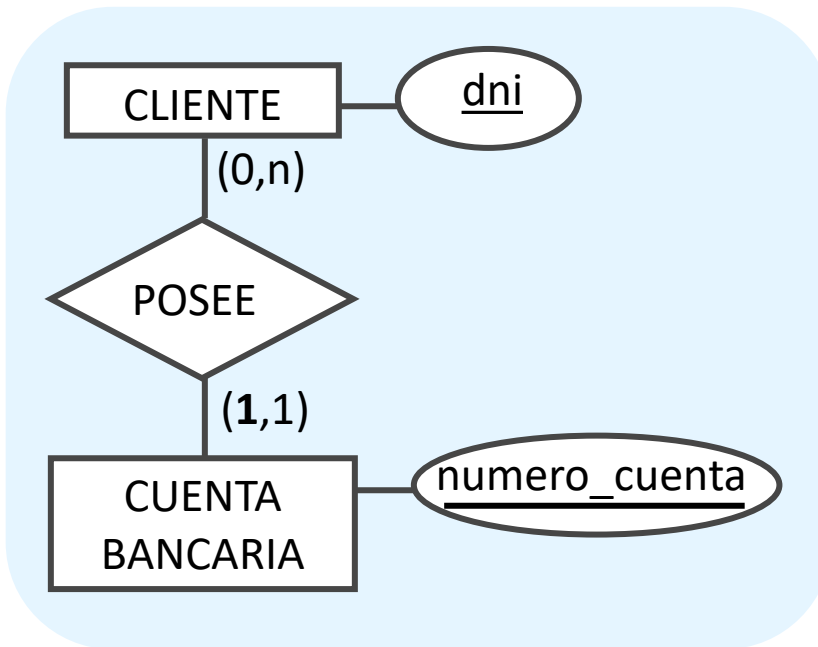 CLIENTE
dni
(0,n)
POSEE
(1,1)
CUENTA
BANCARIA
numero_cuenta